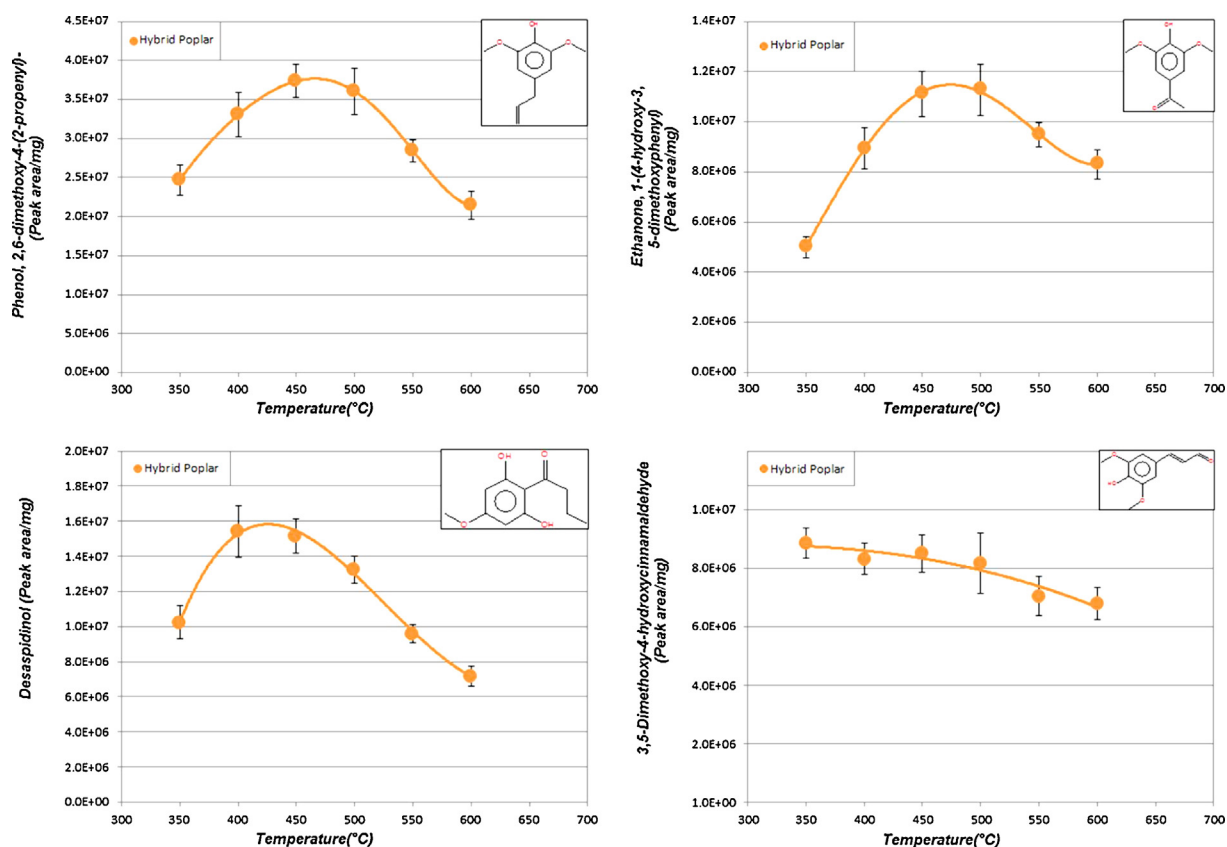 Phenol, 2,6-dimethoxy-4-(2-propenyl)-
(Peak area/mg)
4.5E+07
4.0E+07
3.5E+07
3.0E+07
2.5E+07
2.0E+07
1.5E+07
1.0E+07
5.0E+06
0.0E+00
Hybrid Poplar
OH
O
O
300 350 400 450 500 550 600 650 700
Temperature(°C)
Ethanone, 1-(4-hydroxy-3,
5-dimethoxyphenyl)
(Peak area/mg)
1.4E+07
1.2E+07
1.0E+07
8.0E+06
6.0E+06
4.0E+06
2.0E+06
0.0E+00
Hybrid Poplar
OH
O
O
O
300 350 400 450 500 550 600 650 700
Temperature(°C)
Desaspidinol (Peak area/mg)
2.0E+07
1.8E+07
1.6E+07
1.4E+07
1.2E+07
1.0E+07
8.0E+06
6.0E+06
4.0E+06
2.0E+06
0.0E+00
Hybrid Poplar
OH
O
O
OH
300 350 400 450 500 550 600 650 700
Temperature(°C)
3,5-Dimethoxy-4-hydroxycinnamaldehyde
(Peak area/mg)
1.0E+07
8.0E+06
6.0E+06
4.0E+06
2.0E+06
1.0E+00
Hybrid Poplar
O
O
HO
O
300 350 400 450 500 550 600 650 700
Temperature(°C)